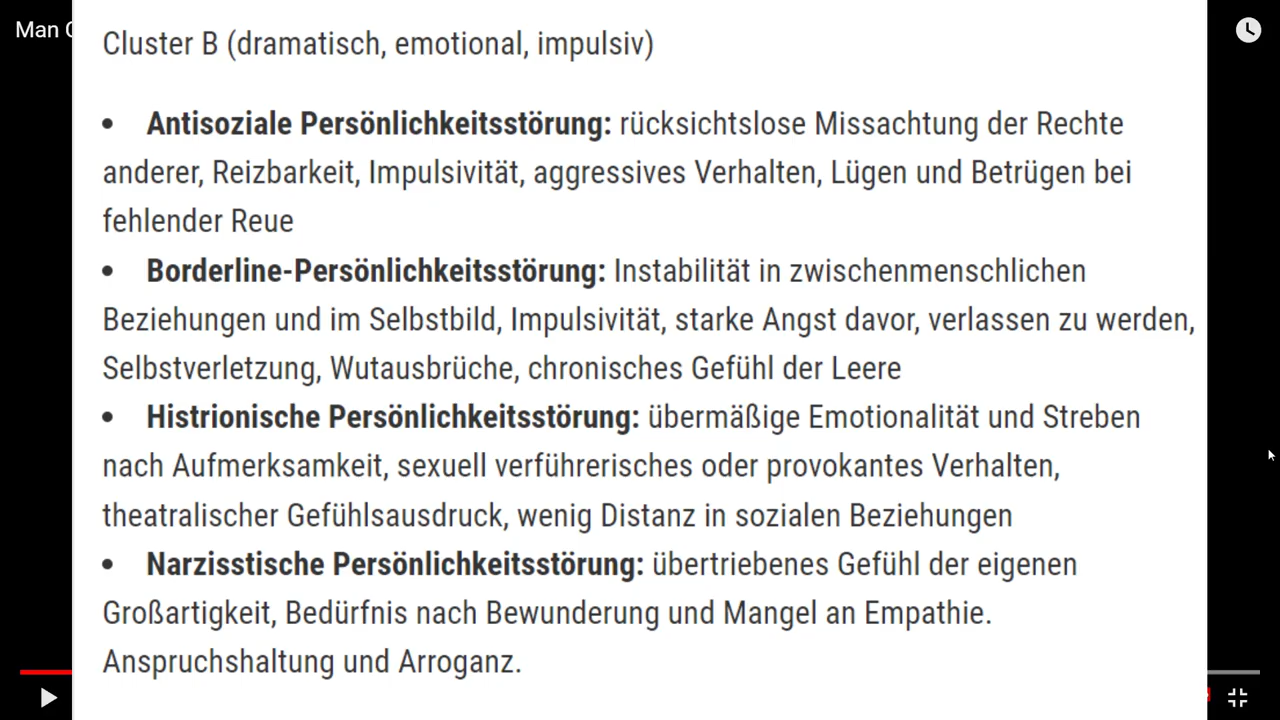 Man
Cluster B (dramatisch, emotional, impulsiv)
• Antisoziale Persönlichkeitsstörung: rücksichtslose Missachtung der Rechte
anderer, Reizbarkeit, Impulsivität, aggressives Verhalten, Lügen und Betrügen bei
fehlender Reue
• Borderline-Persönlichkeitsstörung: Instabilität in zwischenmenschlichen
Beziehungen und im Selbstbild, Impulsivität, starke Angst davor, verlassen zu werden,
Selbstverletzung, Wutausbrüche, chronisches Gefühl der Leere
• Histrionische Persönlichkeitsstörung: übermäßige Emotionalität und Streben
nach Aufmerksamkeit, sexuell verführerisches oder provokantes Verhalten,
theatralischer Gefühlsausdruck, wenig Distanz in sozialen Beziehungen
• Narzisstische Persönlichkeitsstörung: übertriebenes Gefühl der eigenen
Großartigkeit, Bedürfnis nach Bewunderung und Mangel an Empathie.
Anspruchshaltung und Arroganz.